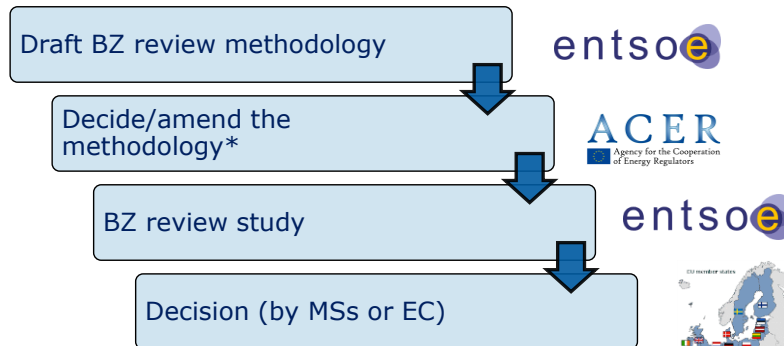 Draft BZ review methodology
entsoe
Decide/amend the
methodology*
ACER
Agency for the Cooperation
of Energy Regulators
BZ review study
entsoe
EU member states
Decision (by MSs or EC)